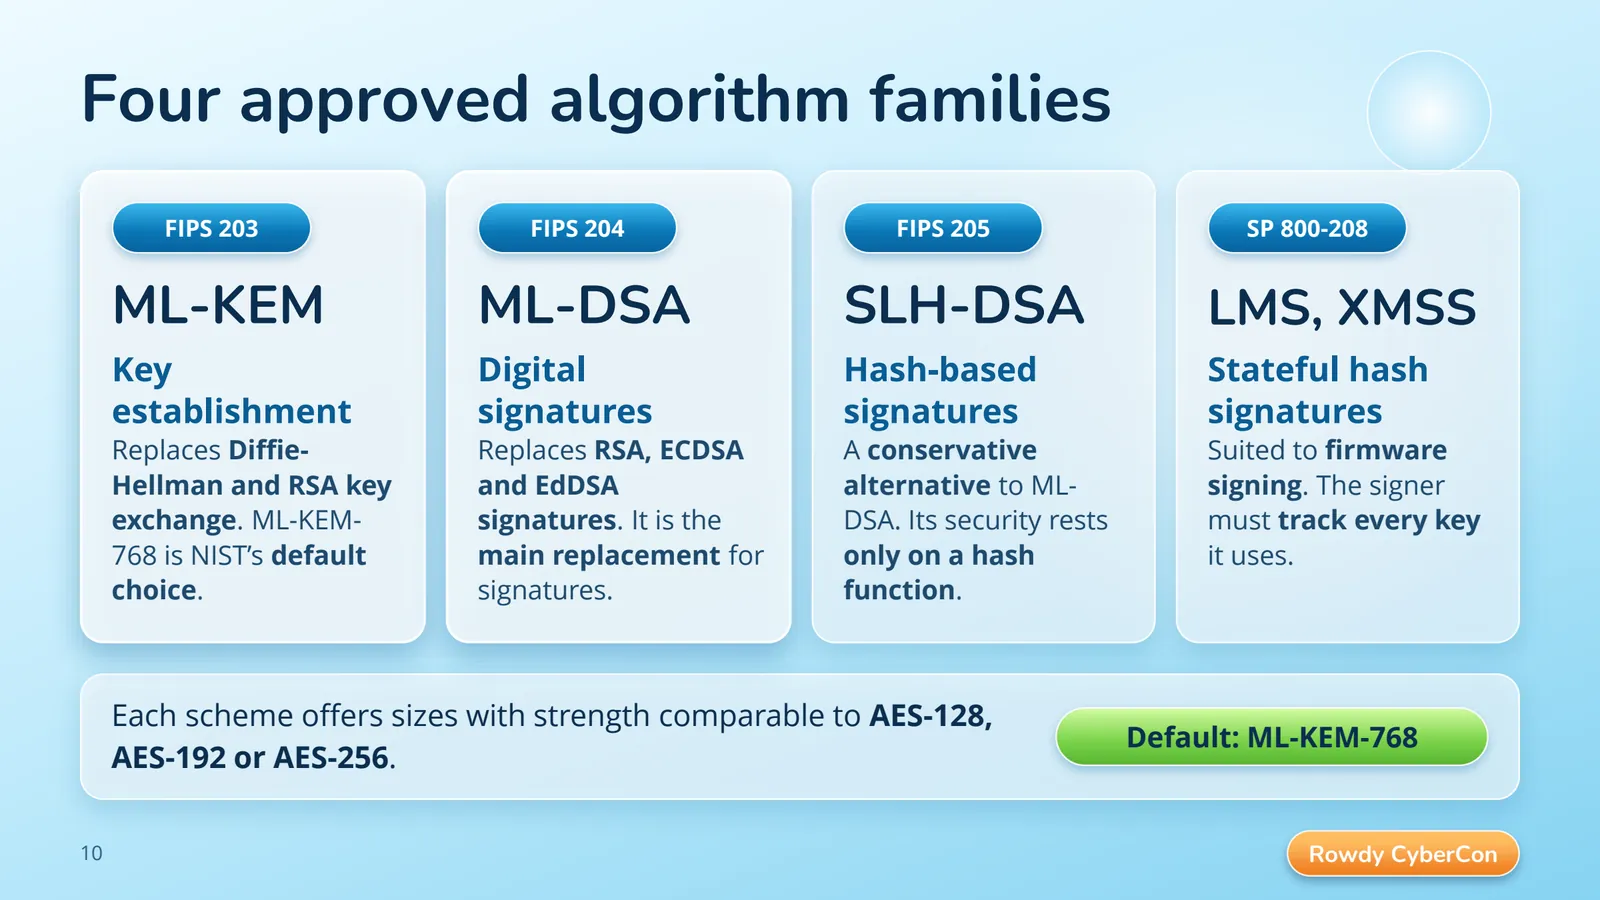 Four approved algorithm families
FIPS 203
ML-KEM
Key
establishment
Replaces Diffie-
Hellman and RSA key
exchange. ML-KEM-
768 is NIST’s default
choice.
FIPS 204
ML-DSA
Digital
signatures
Replaces RSA, ECDSA
and EdDSA
signatures. It is the
main replacement for
signatures.
FIPS 205
SLH-DSA
Hash-based
signatures
A conservative
alternative to ML-
DSA. Its security rests
only on a hash
function.
SP 800-208
LMS, XMSS
Stateful hash
signatures
Suited to firmware
signing. The signer
must track every key
it uses.
Each scheme offers sizes with strength comparable to AES-128,
AES-192 or AES-256.
Default: ML-KEM-768
10
Rowdy CyberCon